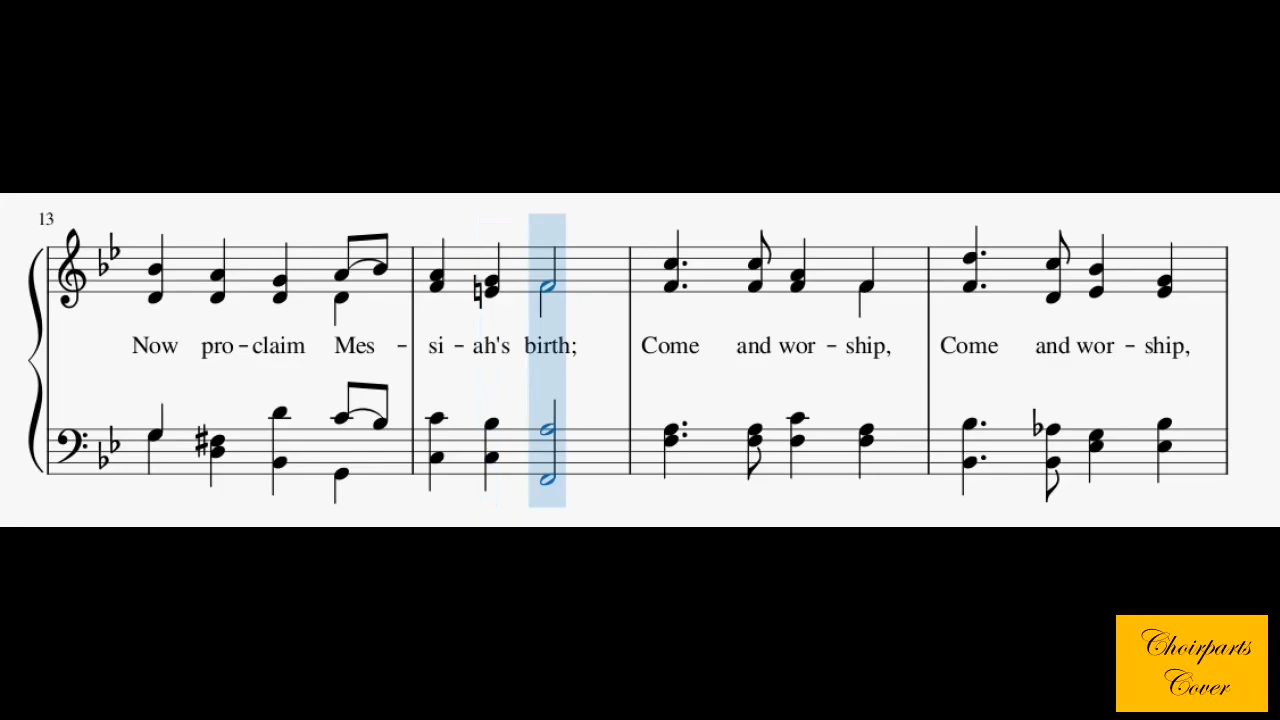 13
Now pro-claim Mes - si - ah's birth; Come and wor - ship, Come and wor - ship,
Choirparts
Cover